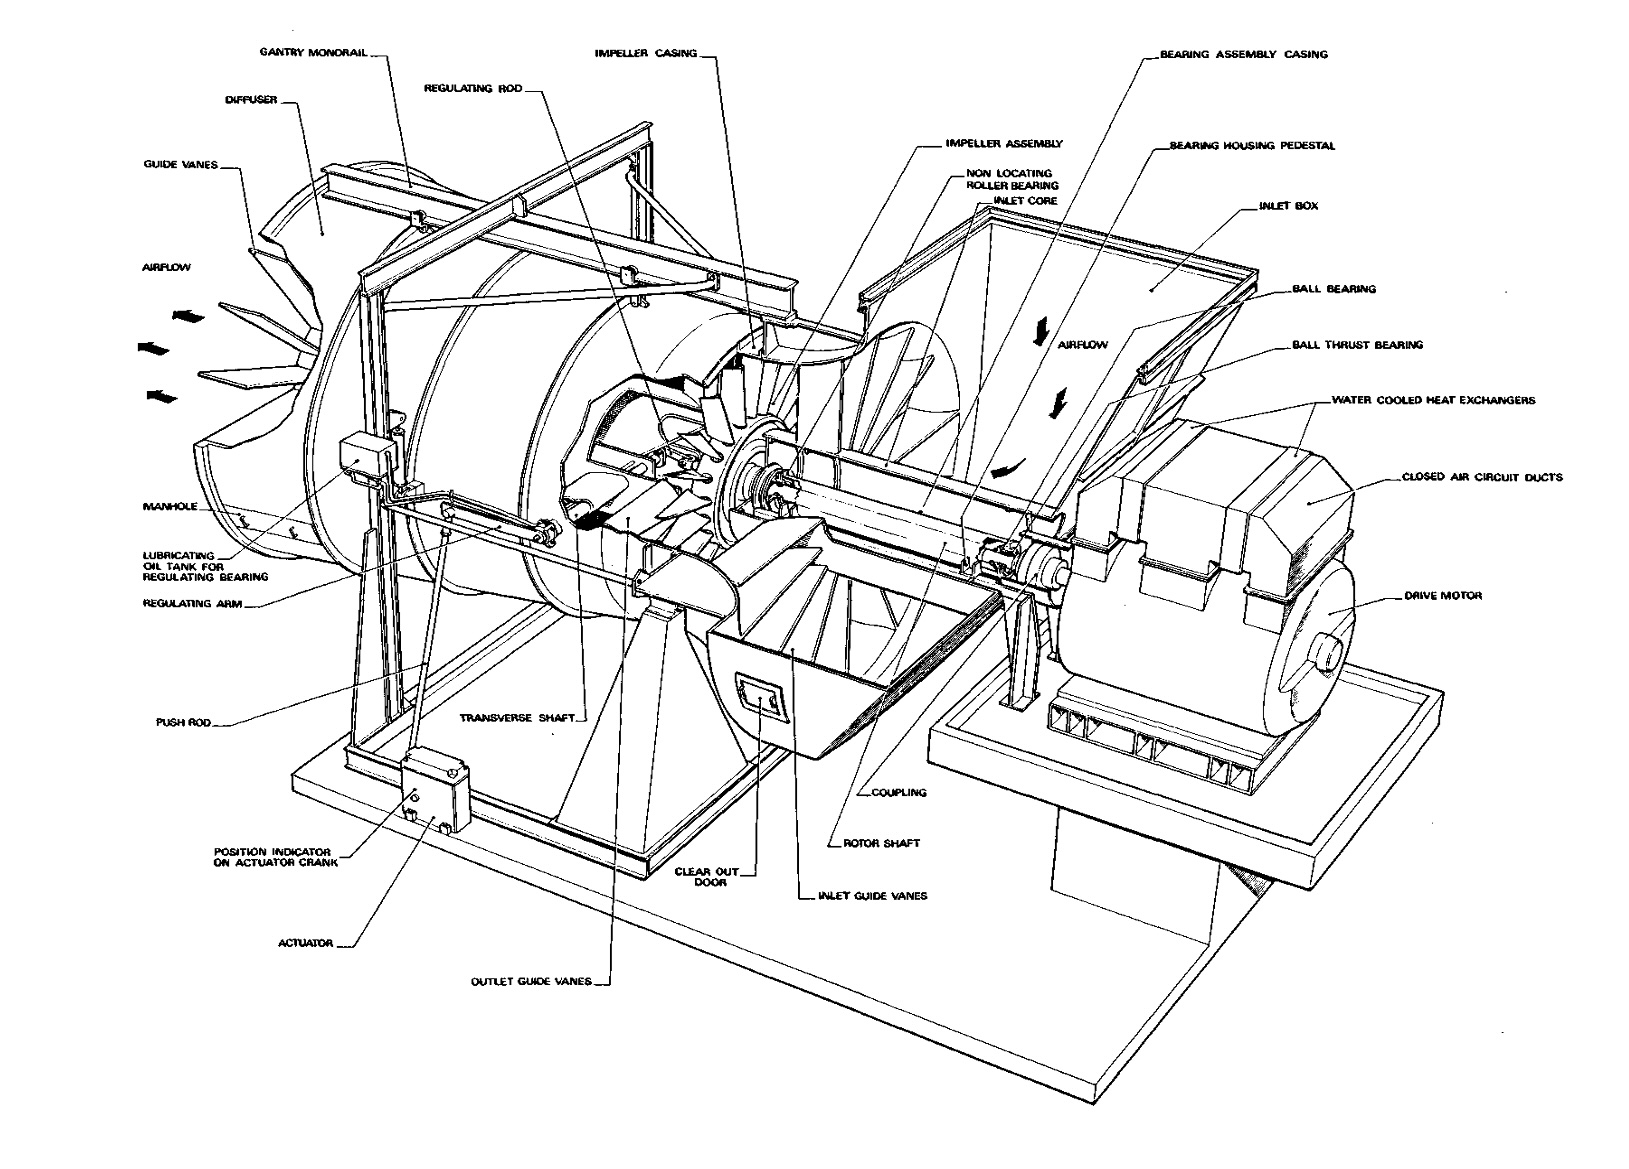 GANTRY MONORAIL
IMPELLER CASING
BEARING ASSEMBLY CASING
REGULATING ROD
DIFFUSER
IMPELLER ASSEMBLY
BEARING HOUSING PEDESTAL
GUIDE VANES
NON LOCATING
ROLLER BEARING
INLET CORE
INLET BOX
AIRFLOW
BALL BEARING
AIRFLOW
BALL THRUST BEARING
WATER COOLED HEAT EXCHANGERS
CLOSED AIR CIRCUIT DUCTS
MANHOLE
LUBRICATING
OIL TANK FOR
REGULATING BEARING
REGULATING ARM
DRIVE MOTOR
PUSH ROD
TRANSVERSE SHAFT
COUPLING
ROTOR SHAFT
POSITION INDICATOR
ON ACTUATOR CRANK
CLEAR OUT
DOOR
INLET GUIDE VANES
ACTUATOR
OUTLET GUIDE VANES